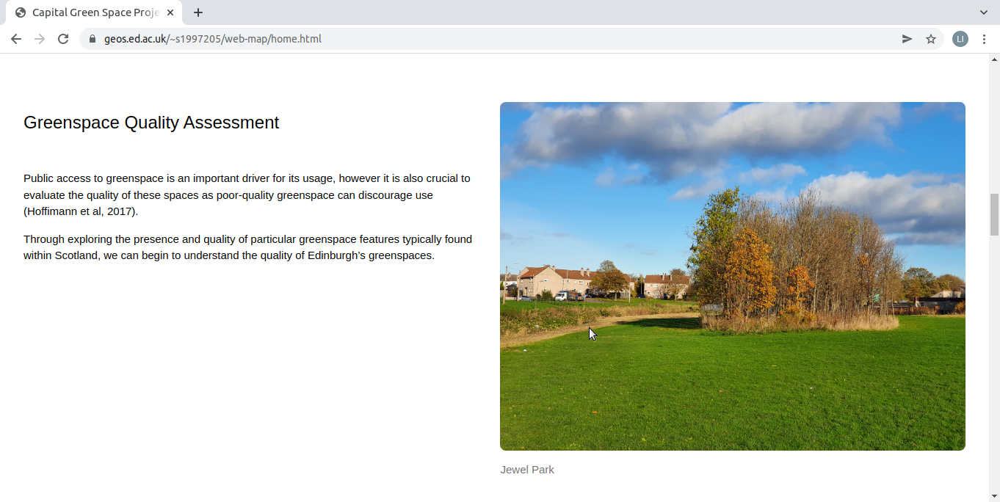 Capital Green Space Proje
geos.ed.ac.uk/~s1997205/web-map/home.html
LI
Greenspace Quality Assessment
Public access to greenspace is an important driver for its usage, however it is also crucial to
evaluate the quality of these spaces as poor-quality greenspace can discourage use
(Hoffimann et al, 2017).
Through exploring the presence and quality of particular greenspace features typically found
within Scotland, we can begin to understand the quality of Edinburgh's greenspaces.
Jewel Park